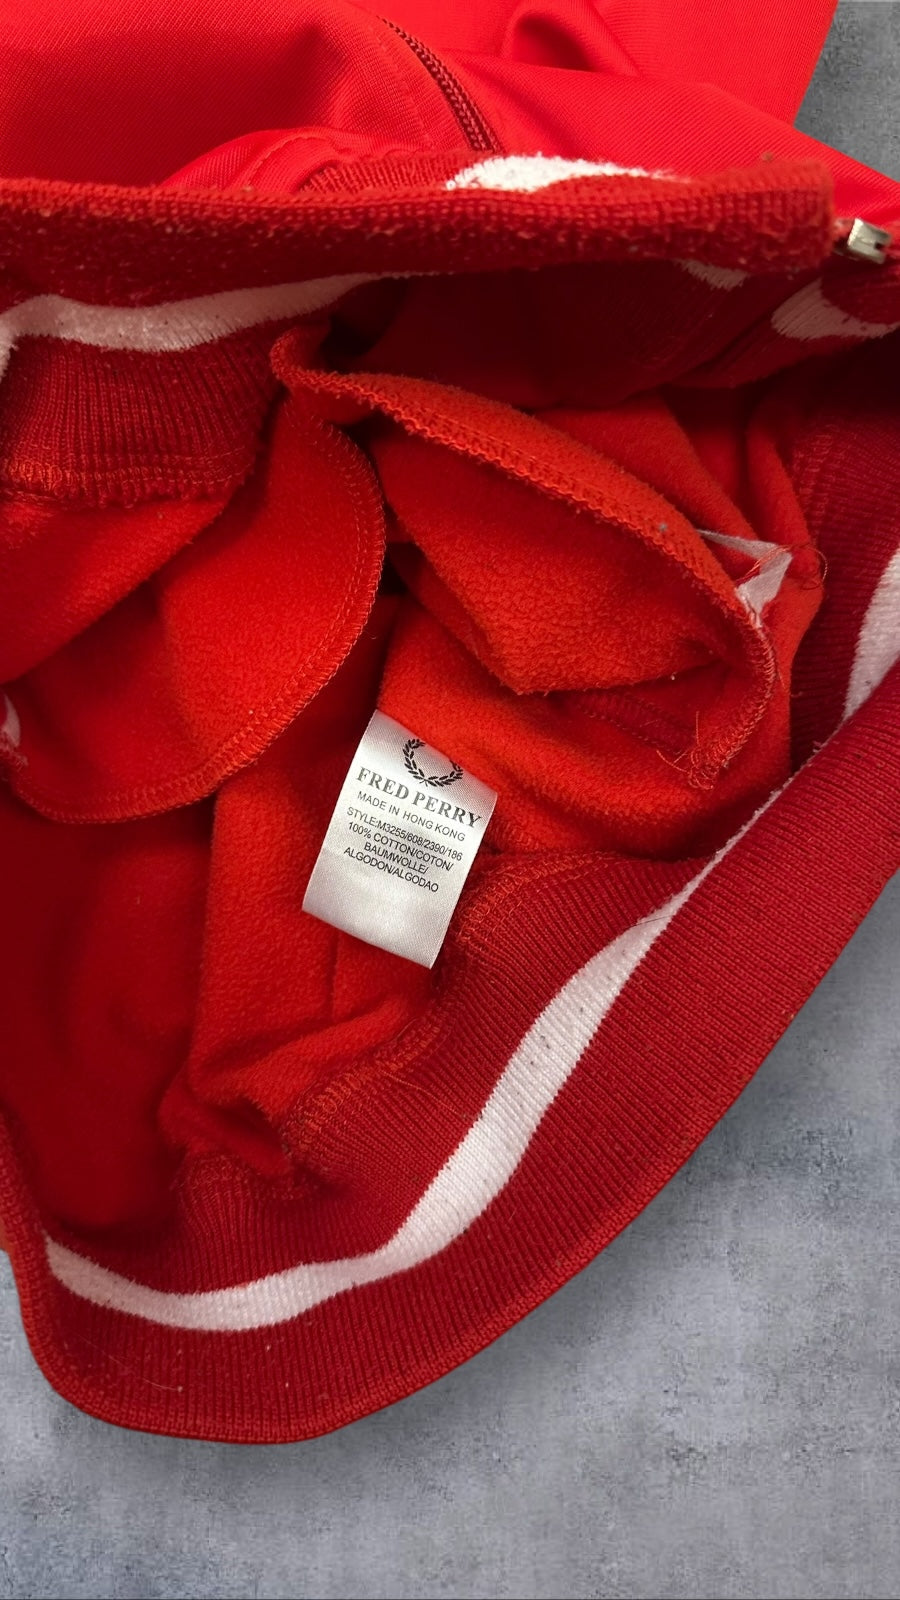 FRED PERRY
MADE IN HONG KONG
STYLE:M3255/608/2390/186
100% COTTON/COTON/
BAUMWOLLE/
ALGODON/ALGODAO